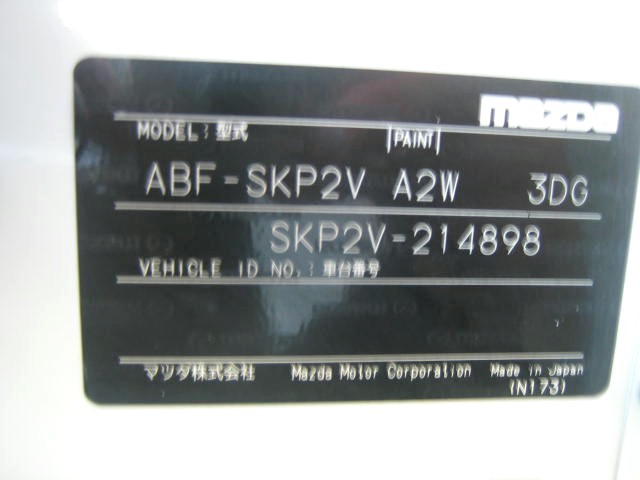 mazda
MODEL : 型式 PAINT
ABF-SKP2V A2W 3DG
SKP2V-214898
VEHICLE ID NO. : 車台番号
マツダ株式会社 Mazda Motor Corporation Made in Japan
(N173)